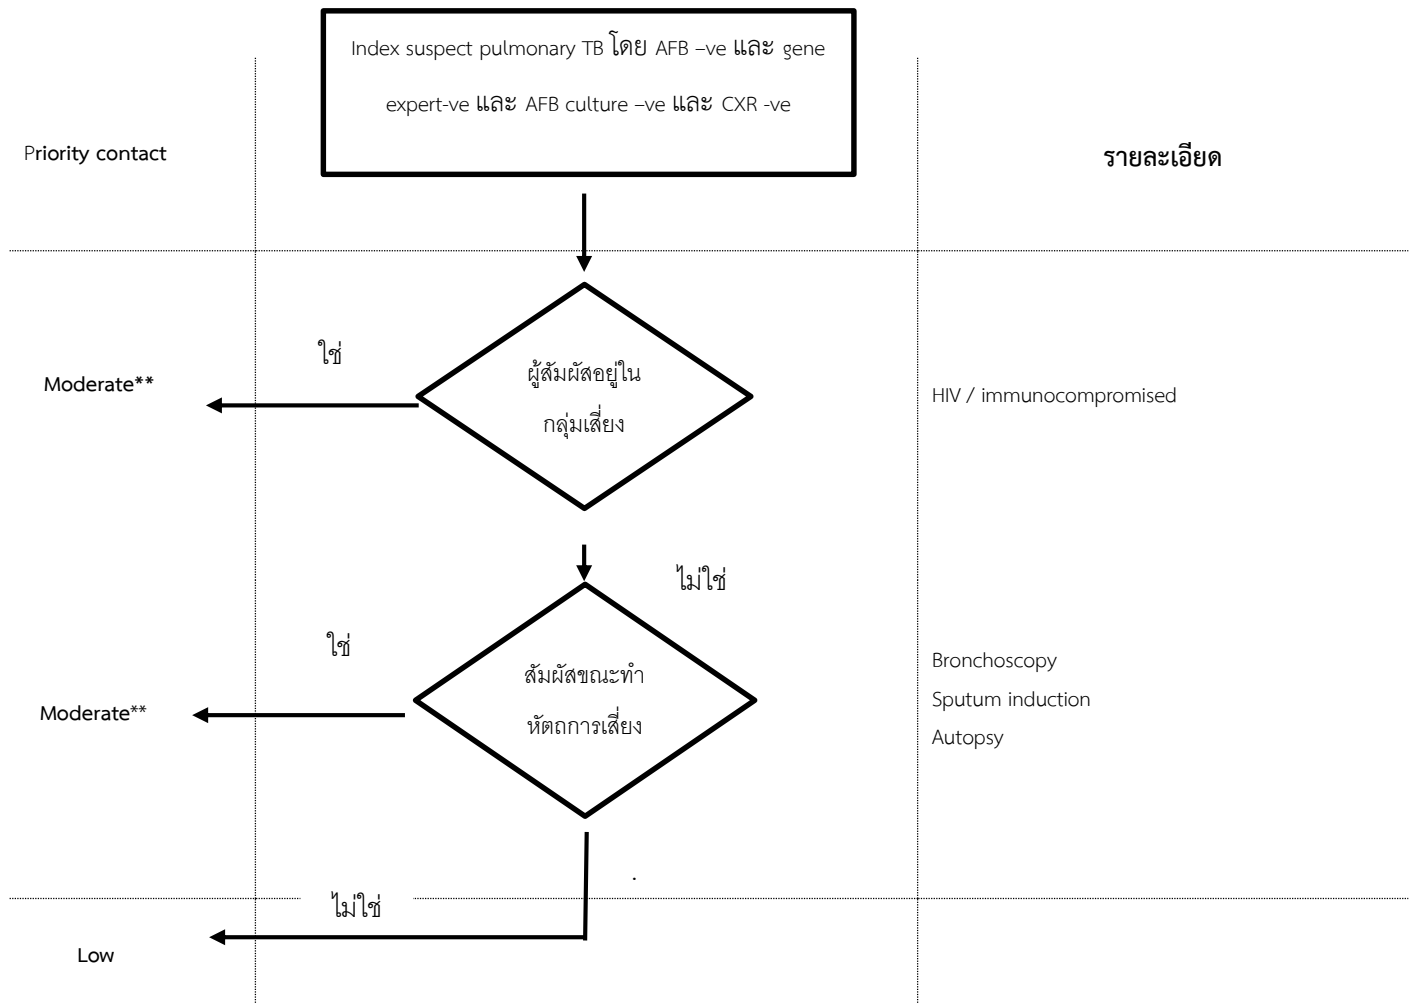 Index suspect pulmonary TB โดย AFB –ve และ gene
expert-ve และ AFB culture –ve และ CXR -ve
Priority contact
รายละเอียด
ใช่
Moderate**
ผู้สัมผัสอยู่ใน
กลุ่มเสี่ยง
HIV / immunocompromised
ไม่ใช่
ใช่
Moderate**
สัมผัสขณะทำ
หัตถการเสี่ยง
Bronchoscopy
Sputum induction
Autopsy
.
ไม่ใช่
Low